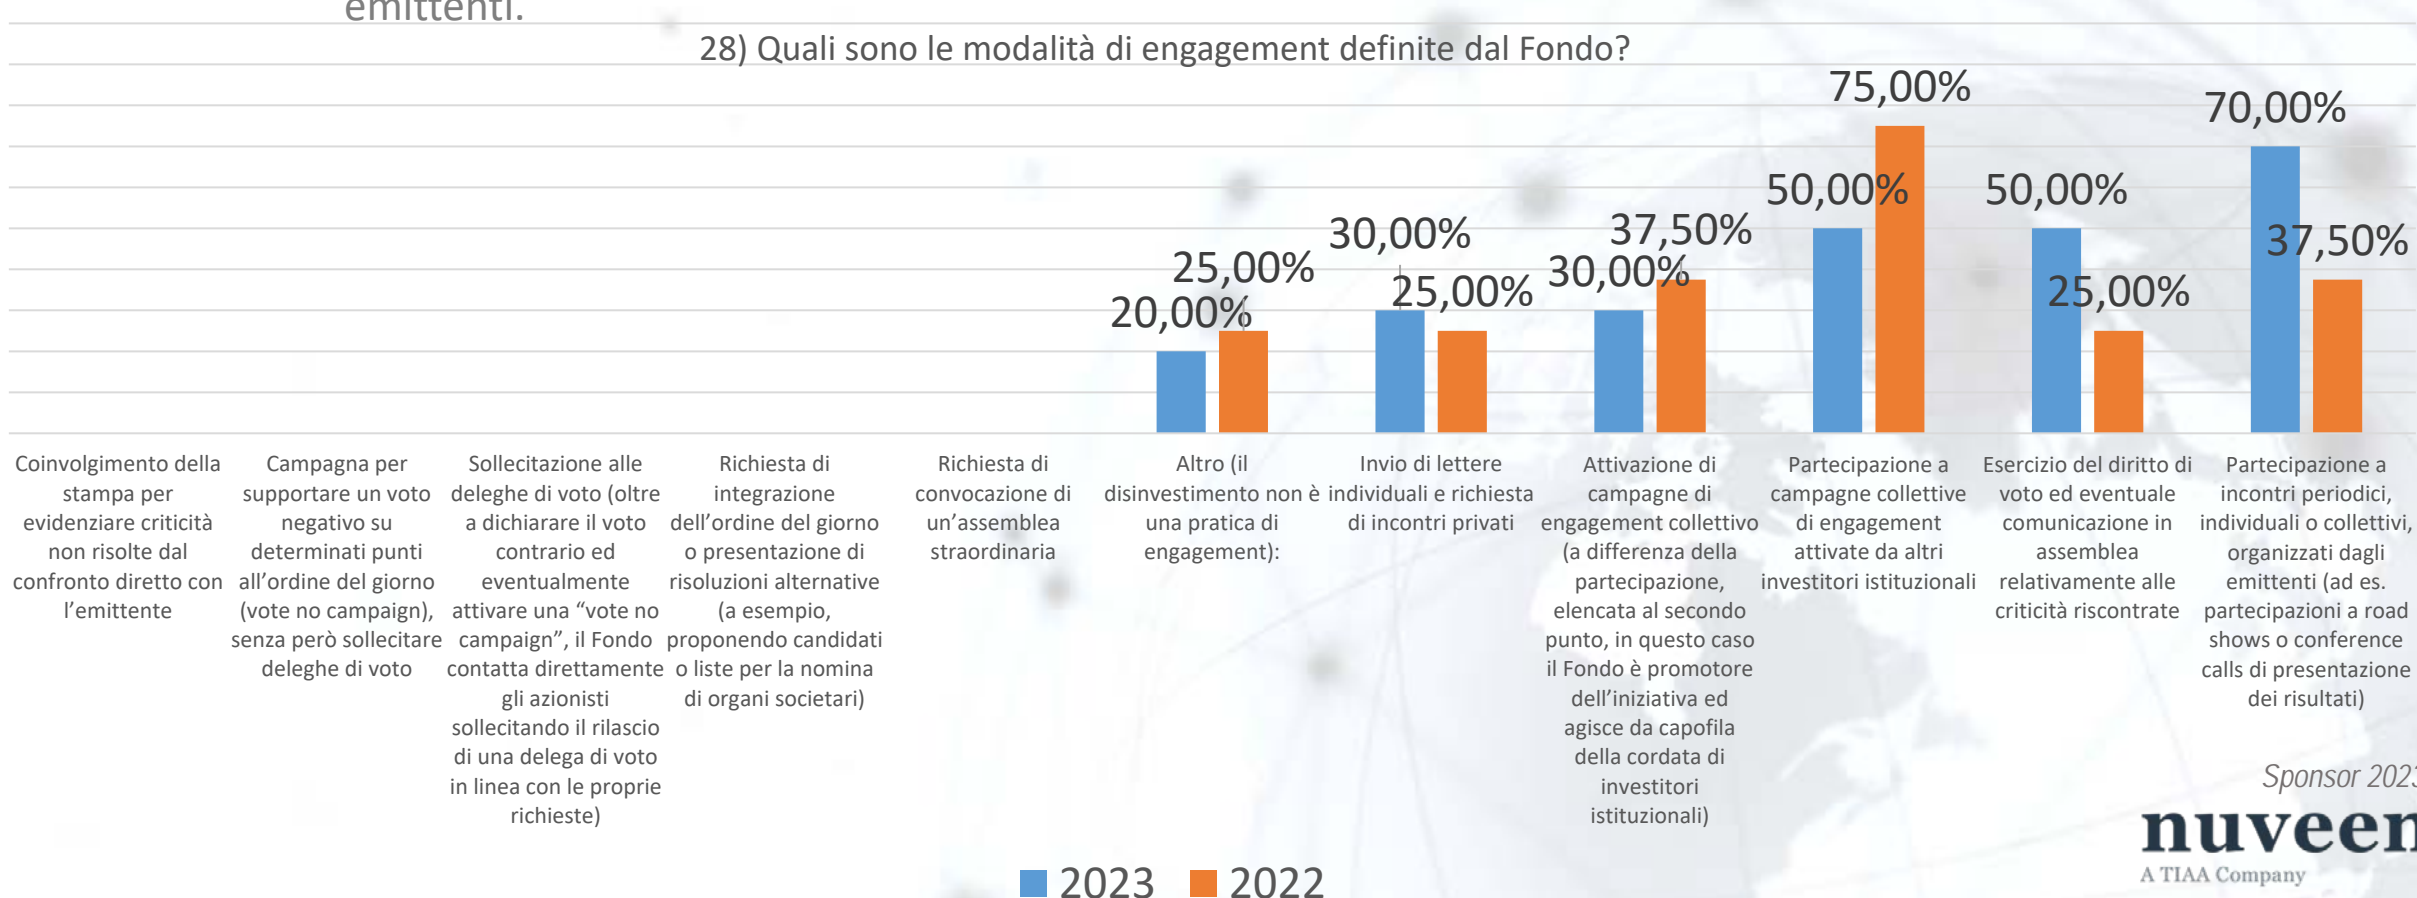 emittenti.
28) Quali sono le modalità di engagement definite dal Fondo?
20,00%
25,00%
30,00%
25,00%
30,00%
37,50%
50,00%
75,00%
50,00%
25,00%
70,00%
37,50%
Coinvolgimento della
stampa per
evidenziare criticità
non risolte dal
confronto diretto con
l’emittente
Campagna per
supportare un voto
negativo su
determinati punti
all’ordine del giorno
(vote no campaign),
senza però sollecitare
deleghe di voto
Sollecitazione alle
deleghe di voto (oltre
a dichiarare il voto
contrario ed
eventualmente
attivare una “vote no
campaign”, il Fondo
contatta direttamente
gli azionisti
sollecitando il rilascio
di una delega di voto
in linea con le proprie
richieste)
Richiesta di
integrazione
dell’ordine del giorno
o presentazione di
risoluzioni alternative
(a esempio,
proponendo candidati
o liste per la nomina
di organi societari)
Richiesta di
convocazione di
un’assemblea
straordinaria
Altro (il
disinvestimento non è
una pratica di
engagement):
Invio di lettere
individuali e richiesta
di incontri privati
Attivazione di
campagne di
engagement collettivo
(a differenza della
partecipazione,
elencata al secondo
punto, in questo caso
il Fondo è promotore
dell’iniziativa ed
agisce da capofila
della cordata di
investitori
istituzionali)
Partecipazione a
campagne collettive
di engagement
attivate da altri
investitori istituzionali
Esercizio del diritto di
voto ed eventuale
comunicazione in
assemblea
relativamente alle
criticità riscontrate
Partecipazione a
incontri periodici,
individuali o collettivi,
organizzati dagli
emittenti (ad es.
partecipazioni a road
shows o conference
calls di presentazione
dei risultati)
2023
2022
Sponsor 2023
nuveen
A TIAA Company